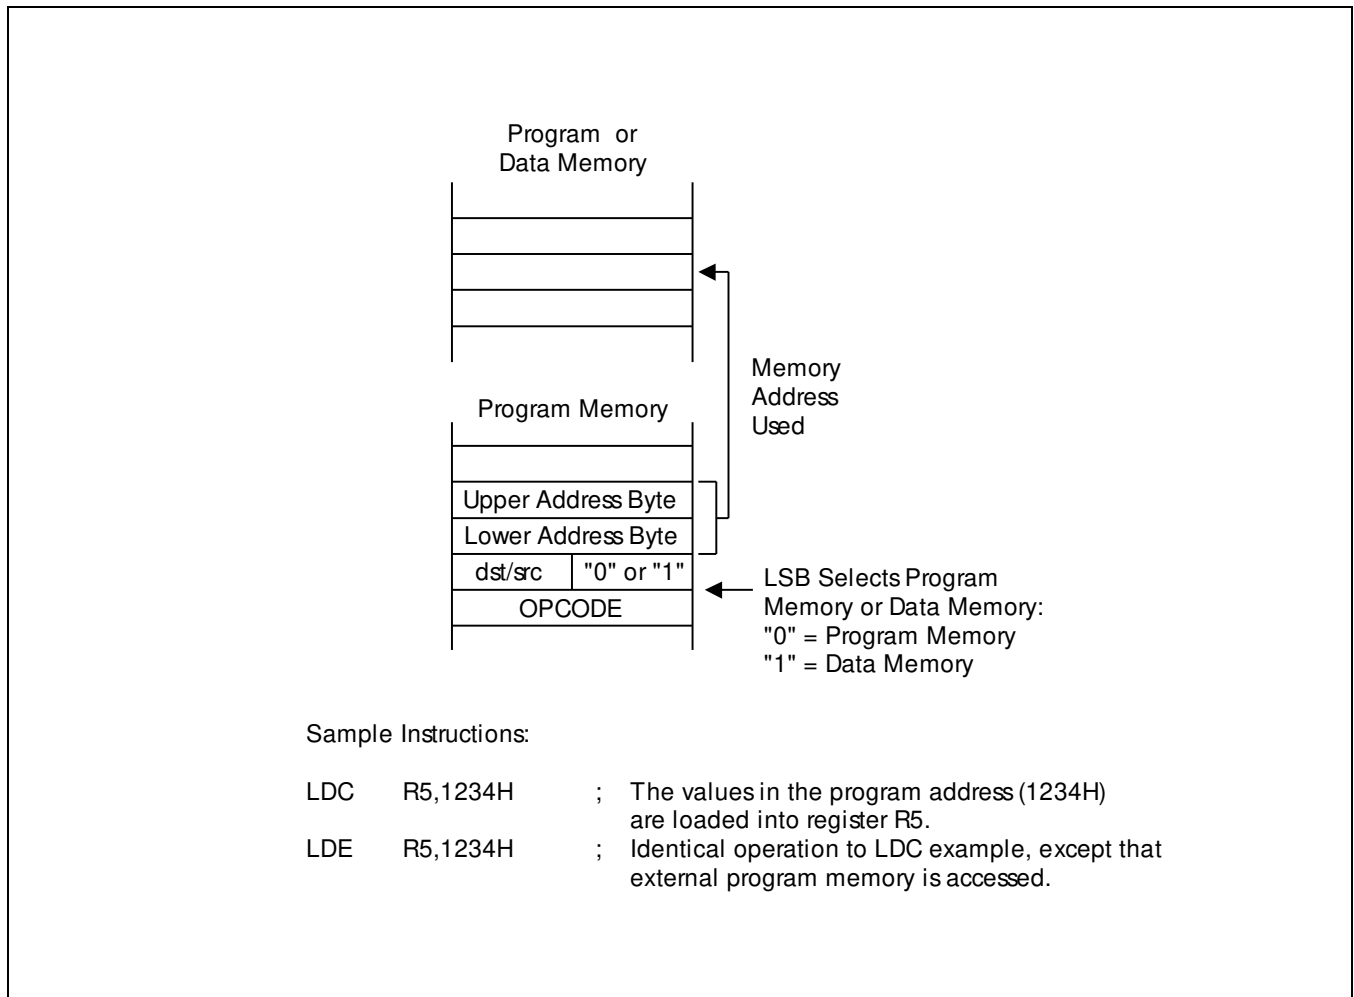 Program or
Data Memory
Memory
Address
Used
Program Memory
Upper Address Byte
Lower Address Byte
dst/src "0" or "1"
OPCODE
LSB Selects Program
Memory or Data Memory:
"0" = Program Memory
"1" = Data Memory
Sample Instructions:
LDC R5,1234H ; The values in the program address (1234H)
are loaded into register R5.
LDE R5,1234H ; Identical operation to LDC example, except that
external program memory is accessed.